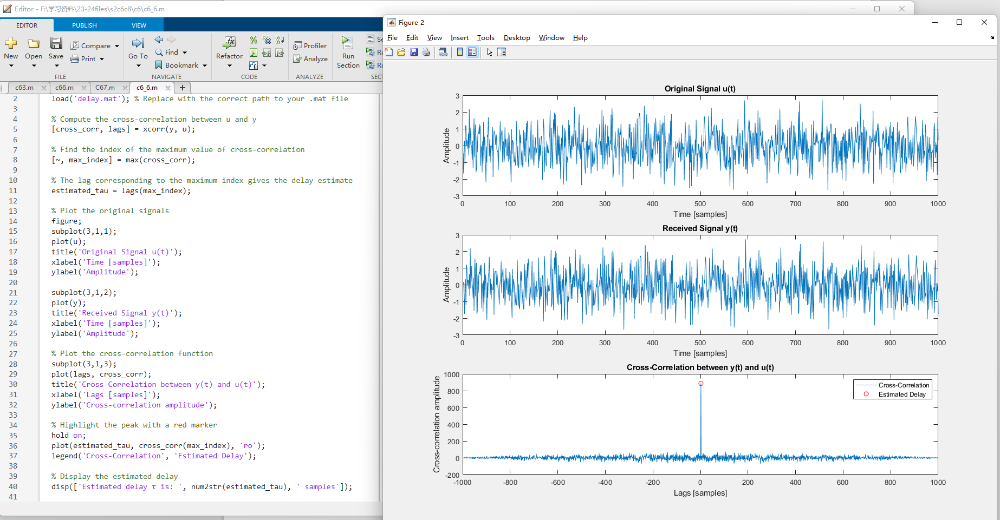 Editor - F:\学习资料\23-24files\s2c6c8\c6\c6_6.m
EDITOR PUBLISH VIEW
New
Open
Save
Compare
Print
FILE
Go To
Find
Bookmark
NAVIGATE
Refactor
CODE
Profiler
Analyze
ANALYZE
Run
Section
c63.m c66.m C67.m c6_6.m
2 load('delay.mat'); % Replace with the correct path to your .mat file
3
4 % Compute the cross-correlation between u and y
5 [cross_corr, lags] = xcorr(y, u);
6
7 % Find the index of the maximum value of cross-correlation
8 [~, max_index] = max(cross_corr);
9
10 % The lag corresponding to the maximum index gives the delay estimate
11 estimated_tau = lags(max_index);
12
13 % Plot the original signals
14 figure;
15 subplot(3,1,1);
16 plot(u);
17 title('Original Signal u(t)');
18 xlabel('Time [samples]');
19 ylabel('Amplitude');
20
21 subplot(3,1,2);
22 plot(y);
23 title('Received Signal y(t)');
24 xlabel('Time [samples]');
25 ylabel('Amplitude');
26
27 % Plot the cross-correlation function
28 subplot(3,1,3);
29 plot(lags, cross_corr);
30 title('Cross-Correlation between y(t) and u(t)');
31 xlabel('Lags [samples]');
32 ylabel('Cross-correlation amplitude');
33
34 % Highlight the peak with a red marker
35 hold on;
36 plot(estimated_tau, cross_corr(max_index), 'ro');
37 legend('Cross-Correlation', 'Estimated Delay');
38
39 % Display the estimated delay
40 disp(['Estimated delay τ is: ', num2str(estimated_tau), ' samples']);
41
Figure 2
File Edit View Insert Tools Desktop Window Help
Original Signal u(t)
Amplitude
3
2
1
0
-1
-2
-3
0 100 200 300 400 500 600 700 800 900 1000
Time [samples]
Received Signal y(t)
Amplitude
3
2
1
0
-1
-2
-3
0 100 200 300 400 500 600 700 800 900 1000
Time [samples]
Cross-Correlation between y(t) and u(t)
Cross-correlation amplitude
1000
800
600
400
200
0
-200
Cross-Correlation
Estimated Delay
-1000 -800 -600 -400 -200 0 200 400 600 800 1000
Lags [samples]